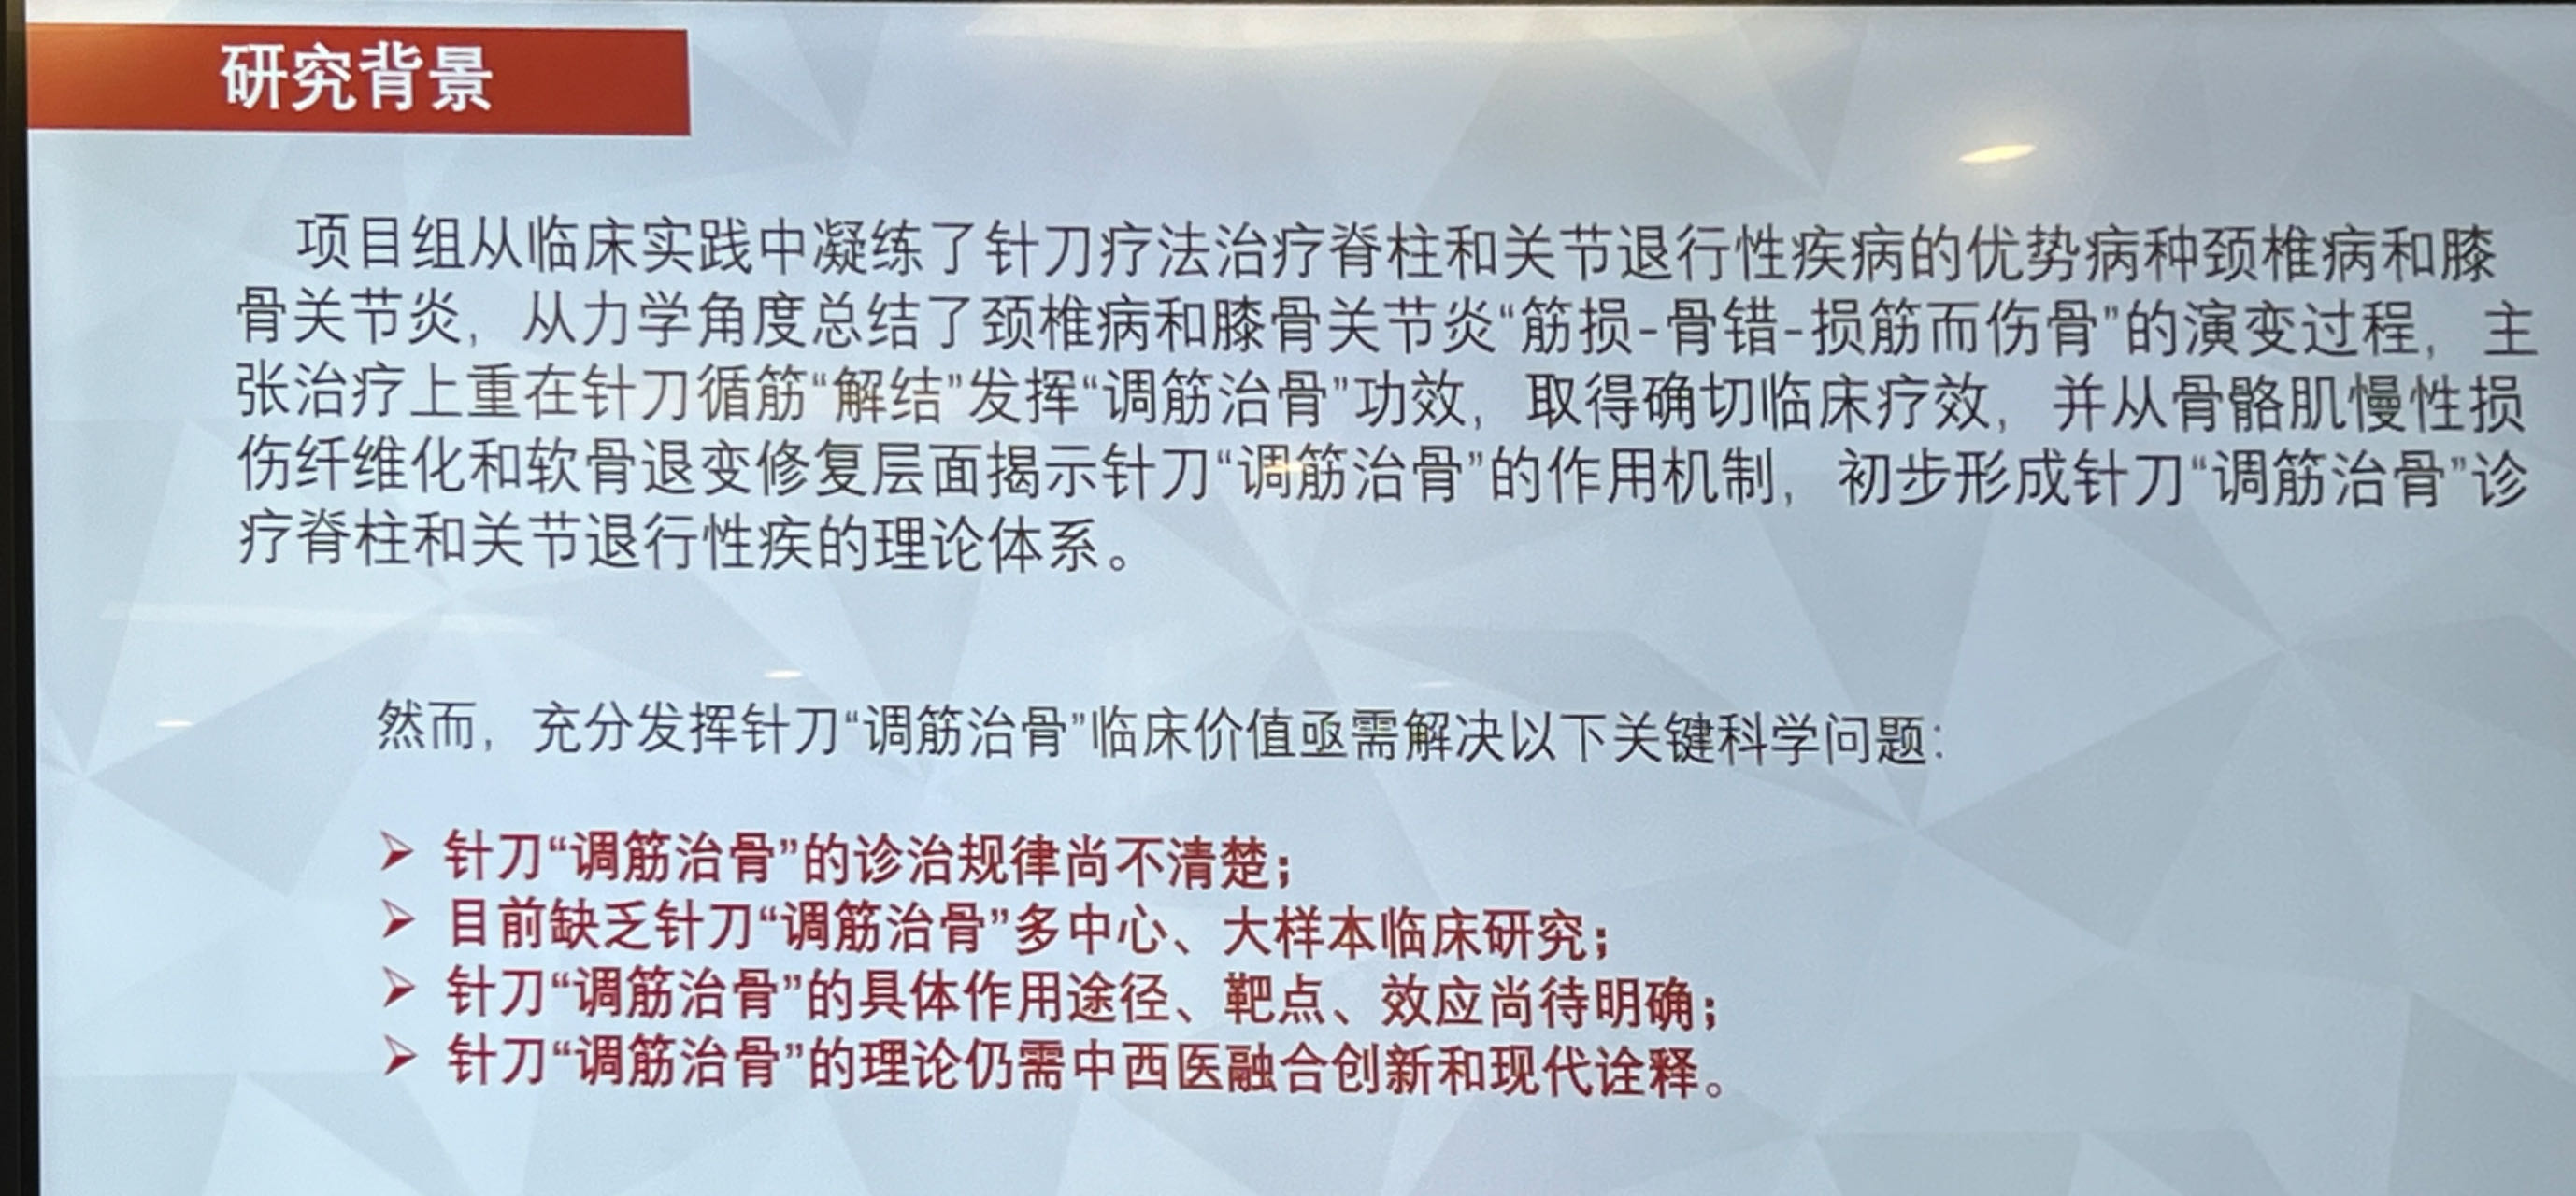 研究背景
项目组从临床实践中凝练了针刀疗法治疗脊柱和关节退行性疾病的优势病种颈椎病和膝
骨关节炎，从力学角度总结了颈椎病和膝骨关节炎“筋损-骨错-损筋而伤骨”的演变过程，主
张治疗上重在针刀循筋“解结”发挥“调筋治骨”功效，取得确切临床疗效，并从骨骼肌慢性损
伤纤维化和软骨退变修复层面揭示针刀“调筋治骨”的作用机制，初步形成针刀“调筋治骨”诊
疗脊柱和关节退行性疾的理论体系。
然而，充分发挥针刀“调筋治骨”临床价值亟需解决以下关键科学问题：
➢ 针刀“调筋治骨”的诊治规律尚不清楚；
➢ 目前缺乏针刀“调筋治骨”多中心、大样本临床研究；
➢ 针刀“调筋治骨”的具体作用途径、靶点、效应尚待明确；
➢ 针刀“调筋治骨”的理论仍需中西医融合创新和现代诠释。